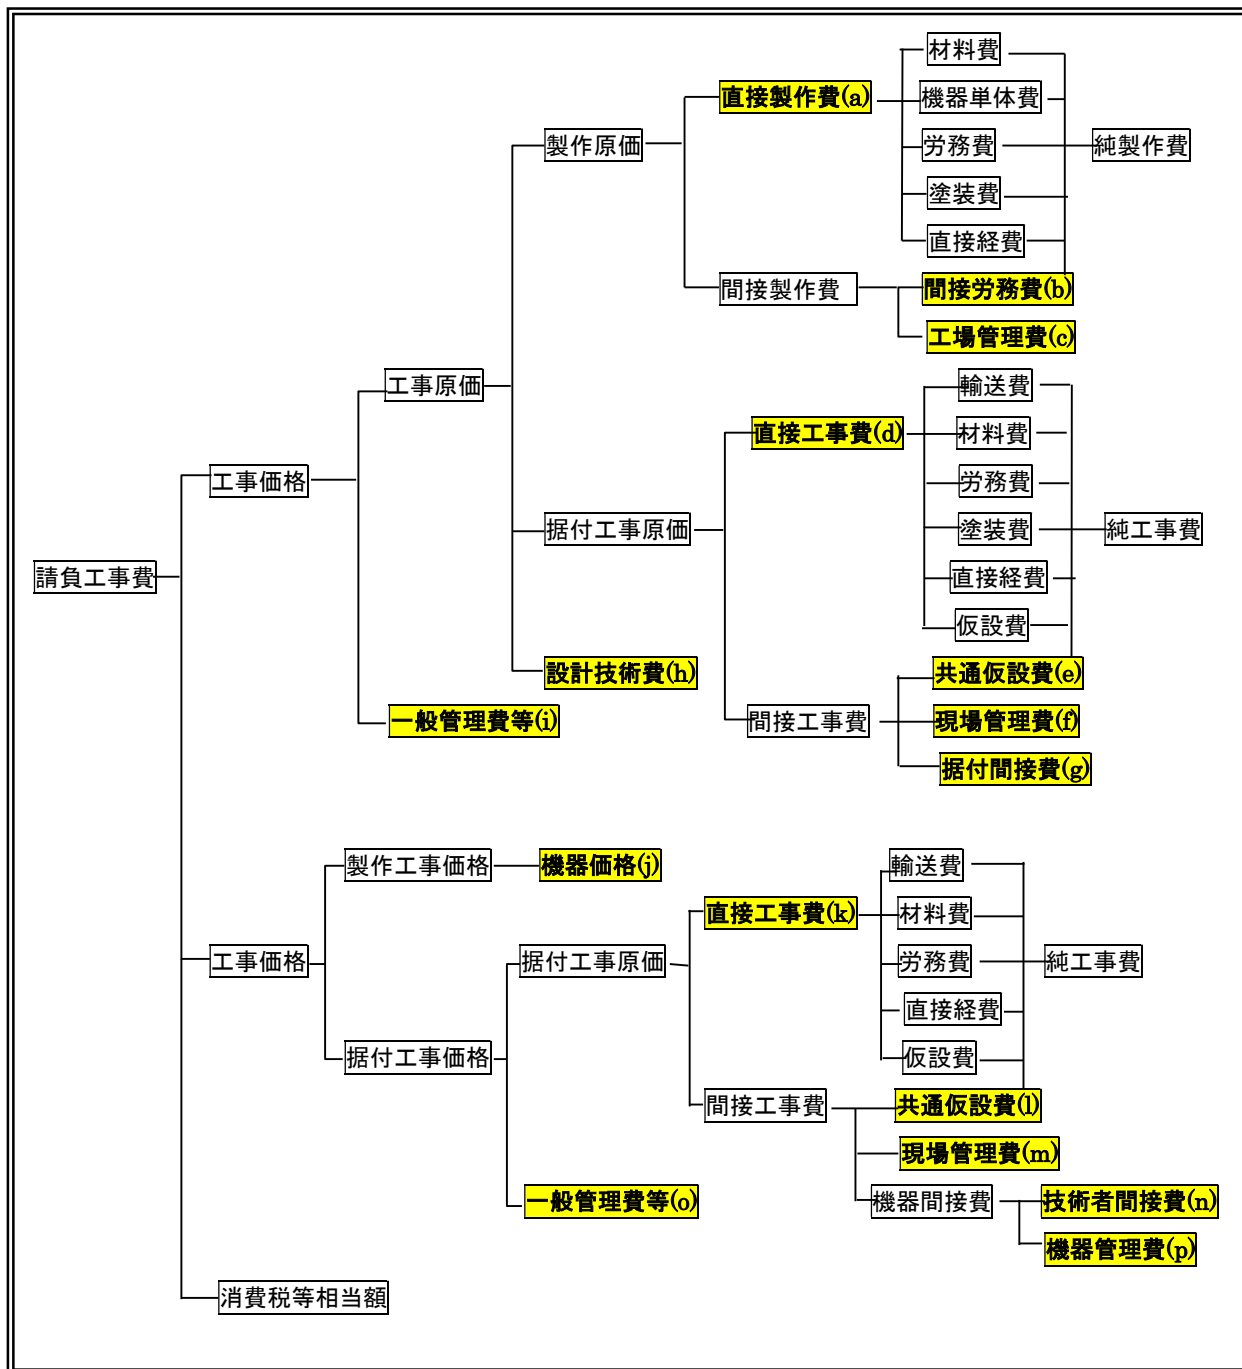 材料費
直接製作費(a)
機器単体費
製作原価
労務費
純製作費
塗装費
直接経費
間接製作費
間接労務費(b)
工場管理費(c)
工事原価
輸送費
直接工事費(d)
材料費
工事価格
労務費
据付工事原価
塗装費
純工事費
請負工事費
直接経費
仮設費
設計技術費(h)
共通仮設費(e)
一般管理費等(i)
間接工事費
現場管理費(f)
据付間接費(g)
製作工事価格
機器価格(j)
輸送費
直接工事費(k)
材料費
工事価格
据付工事原価
労務費
純工事費
直接経費
据付工事価格
仮設費
間接工事費
共通仮設費(l)
現場管理費(m)
一般管理費等(o)
機器間接費
技術者間接費(n)
機器管理費(p)
消費税等相当額